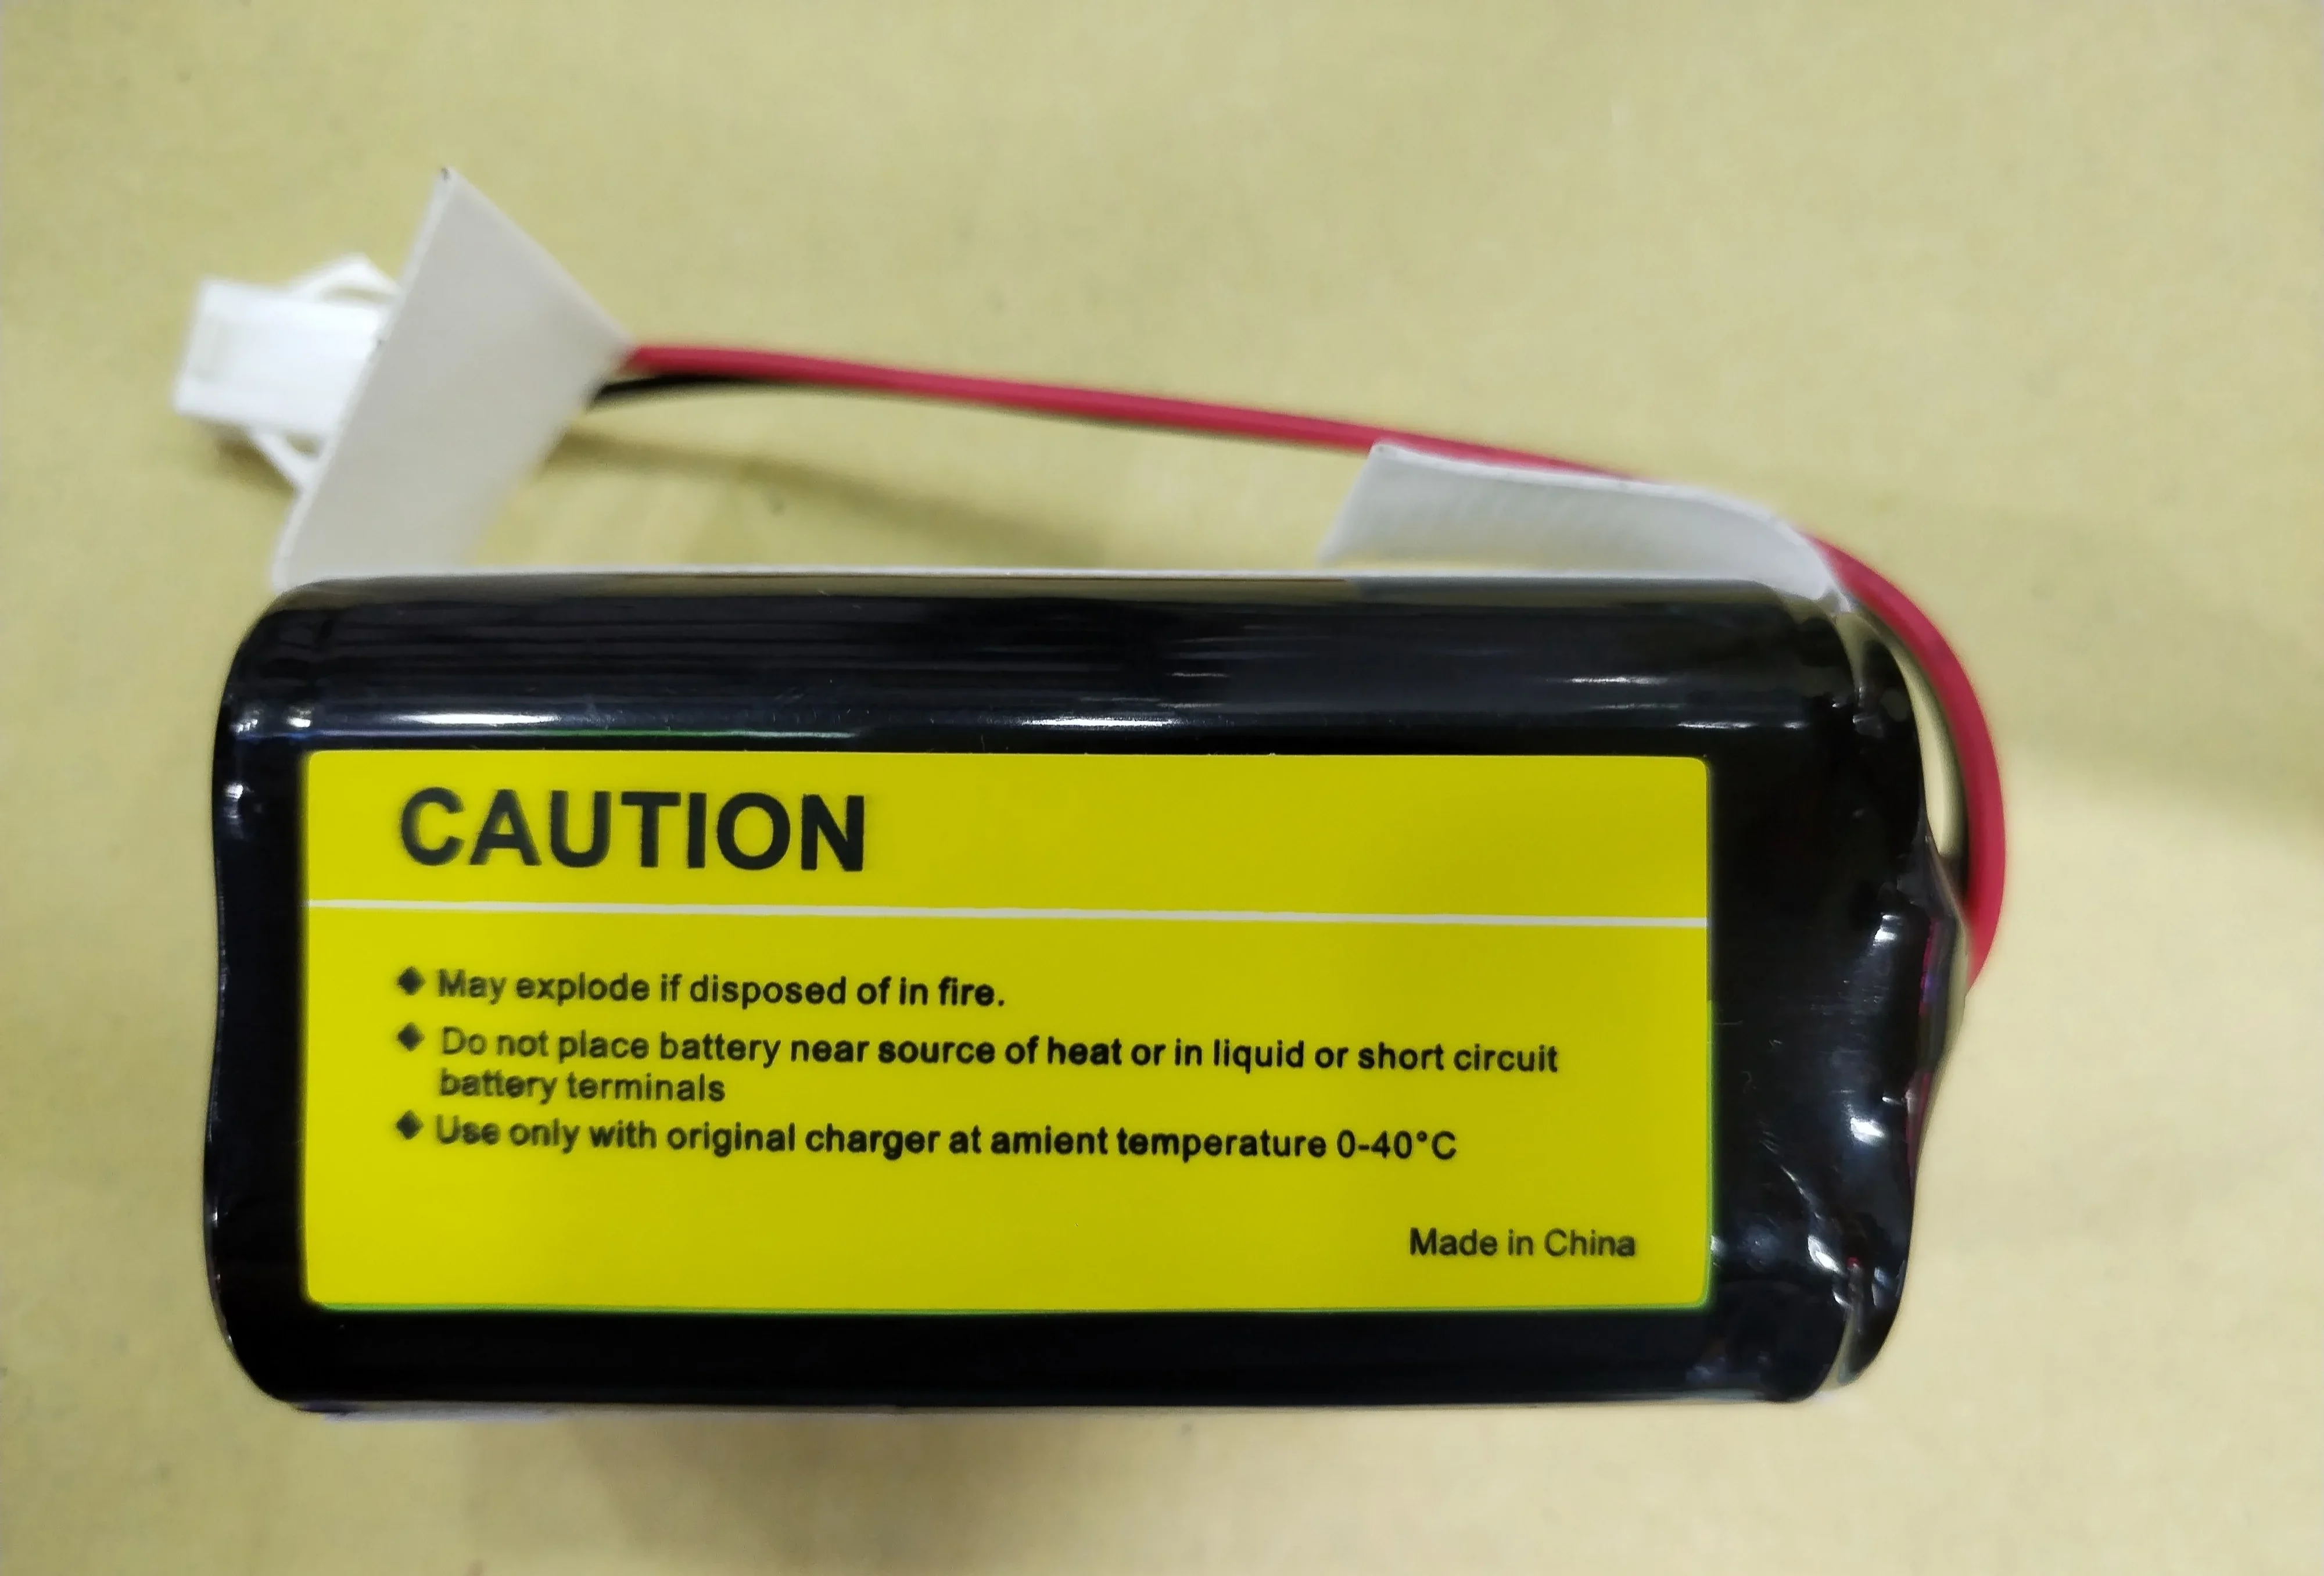 CAUTION
◆ May explode if disposed of in fire.
◆ Do not place battery near source of heat or in liquid or short circuit
battery terminals
◆ Use only with original charger at amient temperature 0-40°C
Made in China